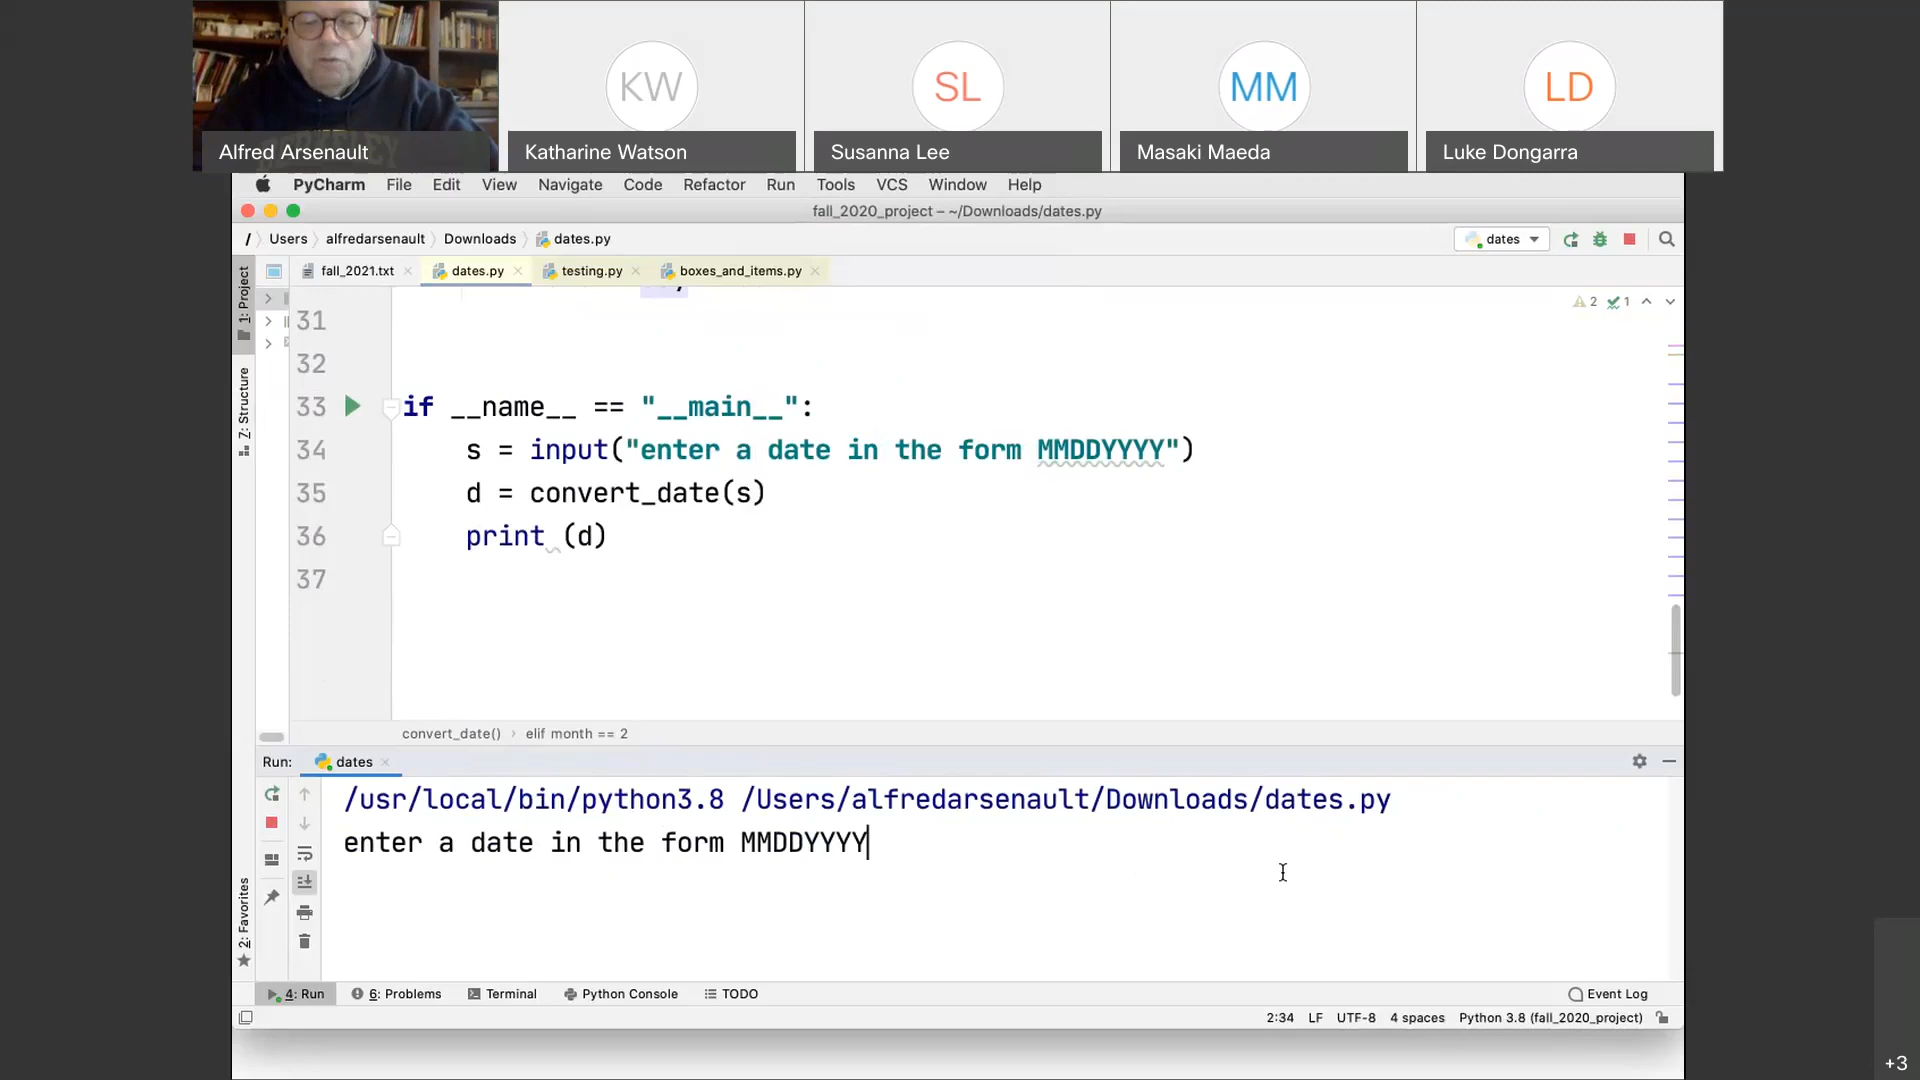 KW
SL
MM
LD
Alfred Arsenault
Katharine Watson
Susanna Lee
Masaki Maeda
Luke Dongarra
PyCharm File Edit View Navigate Code Refactor Run Tools VCS Window Help
fall_2020_project – ~/Downloads/dates.py
/ Users alfredarsenault Downloads dates.py
dates
fall_2021.txt dates.py testing.py boxes_and_items.py
1: Project
7: Structure
2: Favorites
2 1
31
32
33 if __name__ == "__main__":
34 s = input("enter a date in the form MMDDYYYY")
35 d = convert_date(s)
36 print (d)
37
convert_date() › elif month == 2
Run: dates
/usr/local/bin/python3.8 /Users/alfredarsenault/Downloads/dates.py
enter a date in the form MMDDYYYY
4: Run 6: Problems Terminal Python Console TODO Event Log
2:34 LF UTF-8 4 spaces Python 3.8 (fall_2020_project)
+3